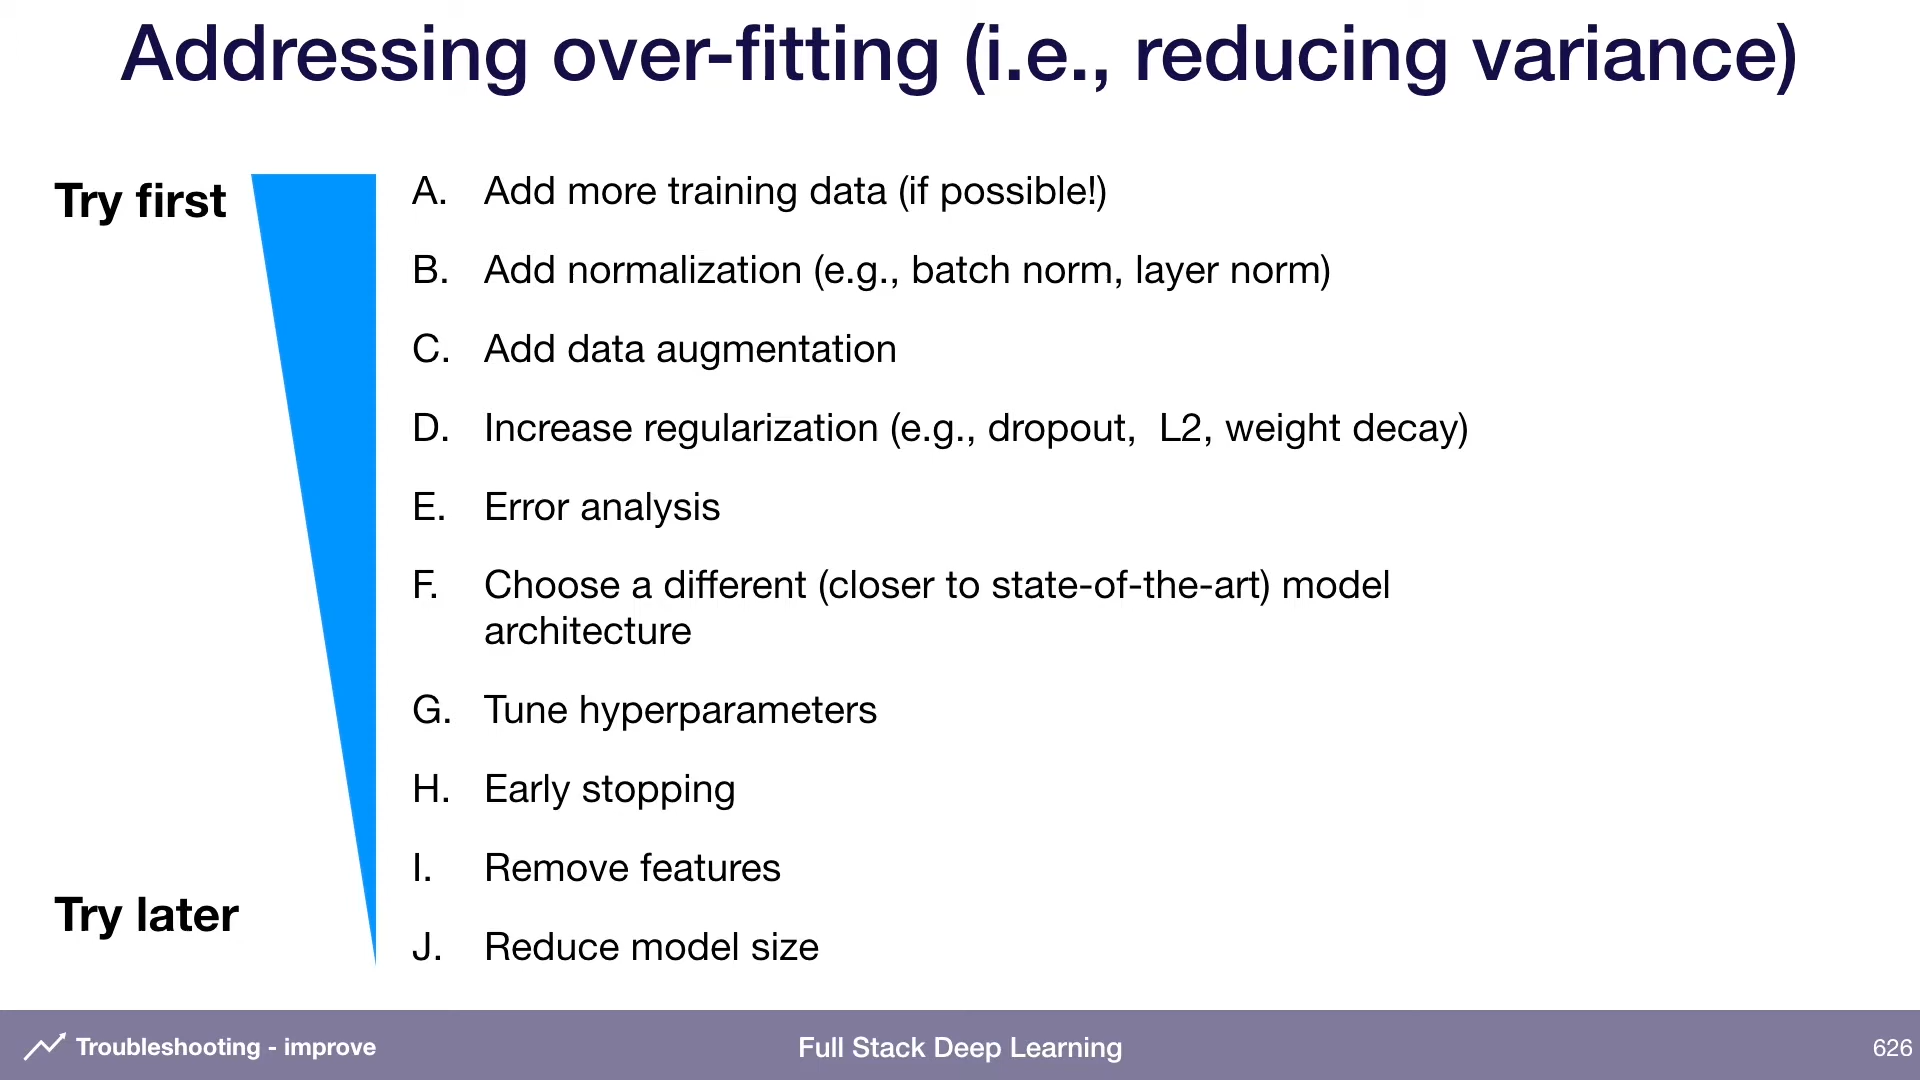 Addressing over-fitting (i.e., reducing variance)
Try first
A. Add more training data (if possible!)
B. Add normalization (e.g., batch norm, layer norm)
C. Add data augmentation
D. Increase regularization (e.g., dropout,  L2, weight decay)
E. Error analysis
F. Choose a different (closer to state-of-the-art) model
architecture
G. Tune hyperparameters
H. Early stopping
I. Remove features
Try later
J. Reduce model size
Troubleshooting - improve
Full Stack Deep Learning
626